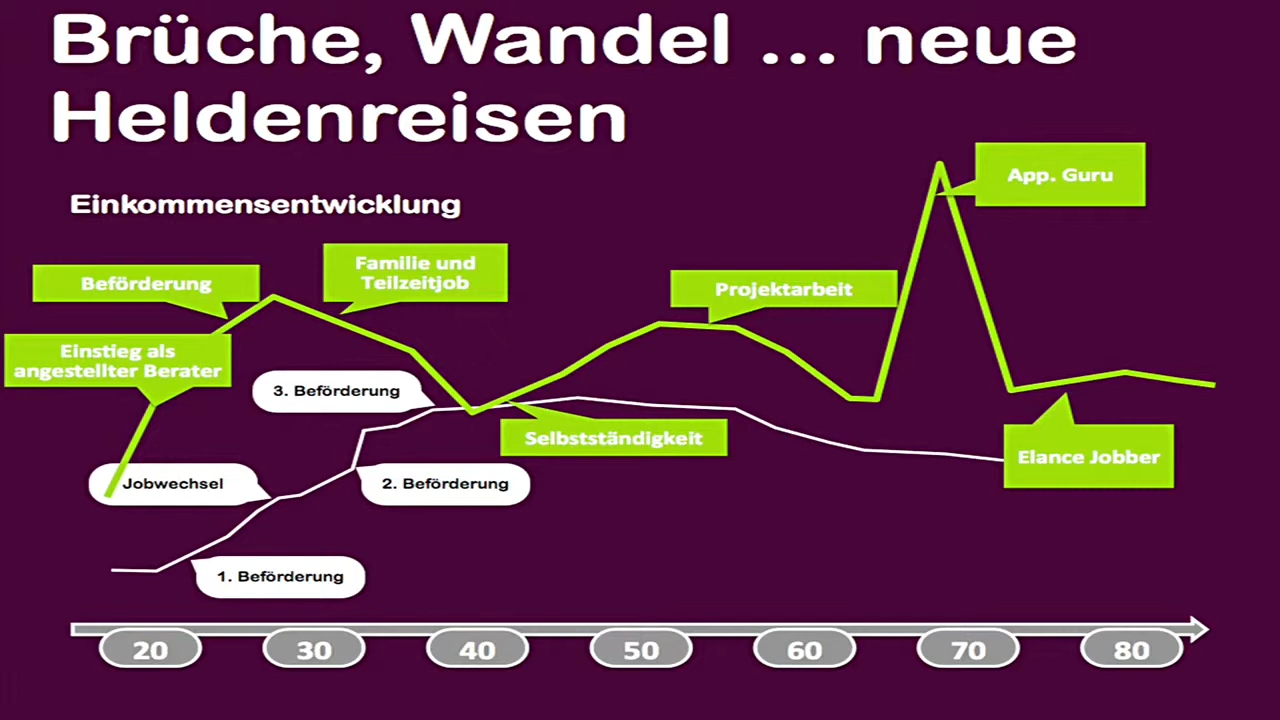 Brüche, Wandel ... neue
Heldenreisen
Einkommensentwicklung
App. Guru
Beförderung
Familie und
Teilzeitjob
Projektarbeit
Einstieg als
angestellter Berater
3. Beförderung
Selbstständigkeit
Elance Jobber
Jobwechsel
2. Beförderung
1. Beförderung
20 30 40 50 60 70 80